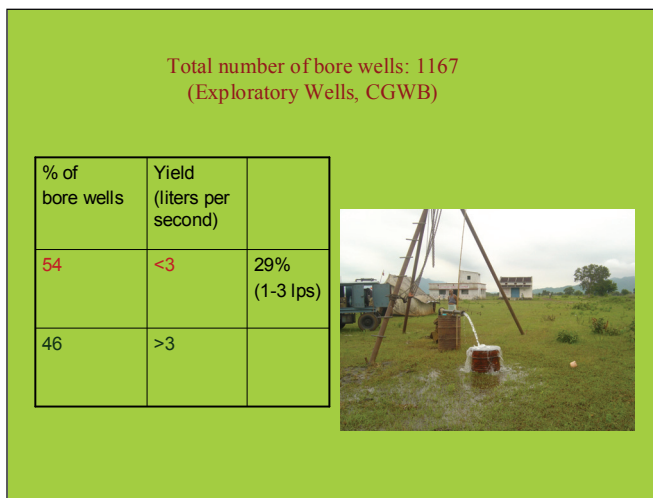 Total number of bore wells: 1167
(Exploratory Wells, CGWB)
% of
bore wells
Yield
(liters per
second)
54
<3
29%
(1-3 lps)
46
>3